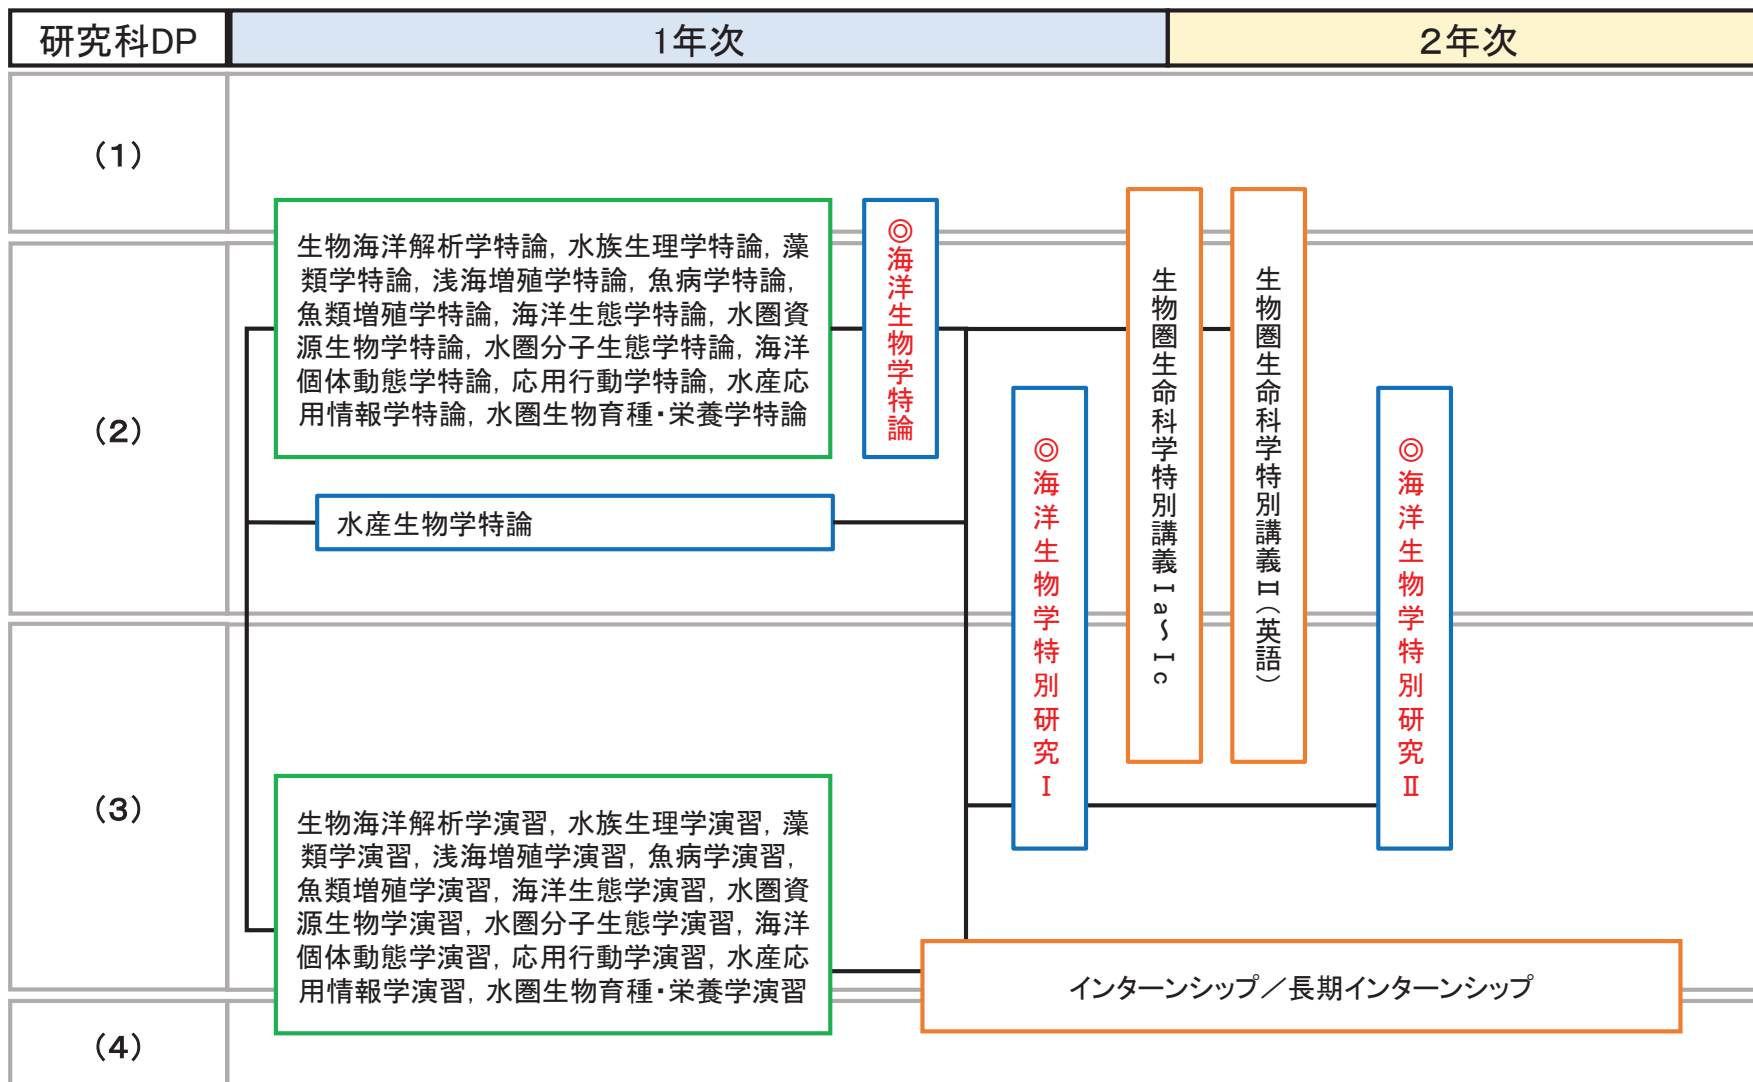 研究科DP
1年次
2年次
（1）
生物海洋解析学特論, 水族生理学特論, 藻
類学特論, 浅海増殖学特論, 魚病学特論,
魚類増殖学特論, 海洋生態学特論, 水圏資
源生物学特論, 水圏分子生態学特論, 海洋
個体動態学特論, 応用行動学特論, 水産応
用情報学特論, 水圏生物育種・栄養学特論
◎海洋生物学特論
生物圏生命科学特別講義Ⅰa～Ⅰc
生物圏生命科学特別講義Ⅱ（英語）
（2）
水産生物学特論
◎海洋生物学特別研究Ⅰ
◎海洋生物学特別研究Ⅱ
（3）
生物海洋解析学演習, 水族生理学演習, 藻
類学演習, 浅海増殖学演習, 魚病学演習,
魚類増殖学演習, 海洋生態学演習, 水圏資
源生物学演習, 水圏分子生態学演習, 海洋
個体動態学演習, 応用行動学演習, 水産応
用情報学演習, 水圏生物育種・栄養学演習
インターンシップ／長期インターンシップ
（4）